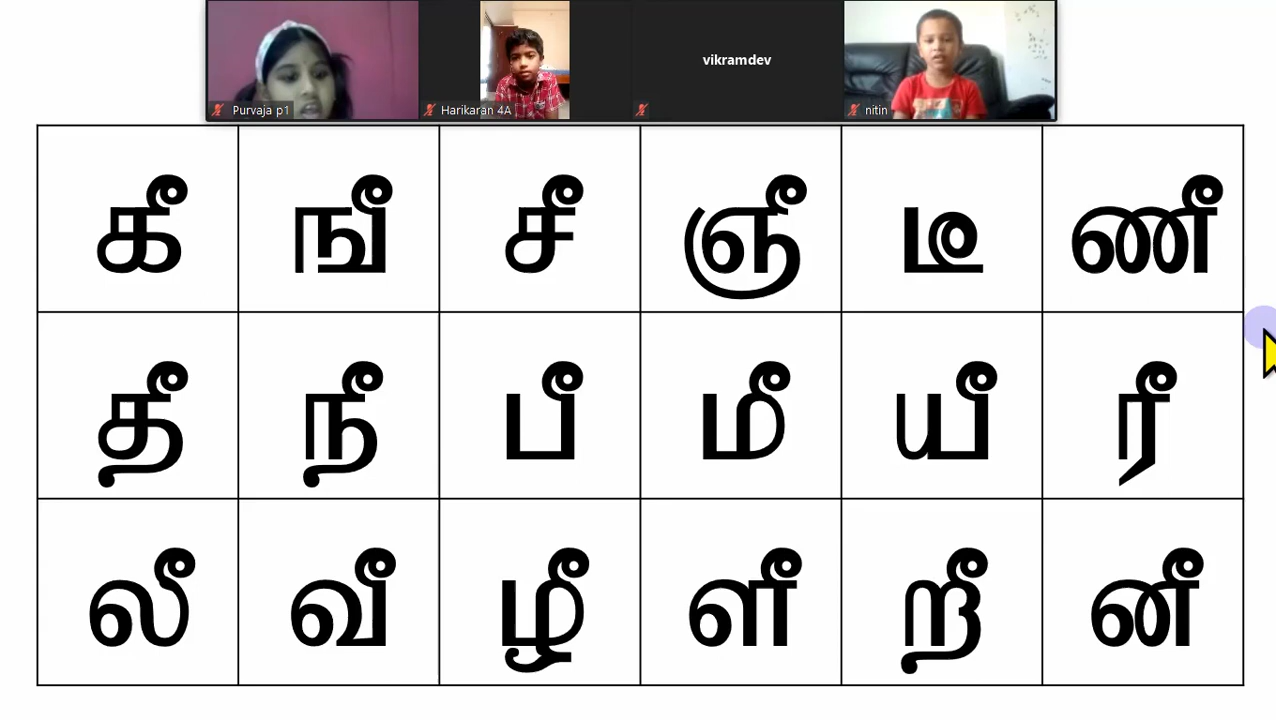 Purvaja p1
Harikaran 4A
vikramdev
nitin
கீ ஙீ சீ ஞீ டீ ணீ
தீ நீ பீ மீ யீ ரீ
லீ வீ ழீ ளீ றீ னீ